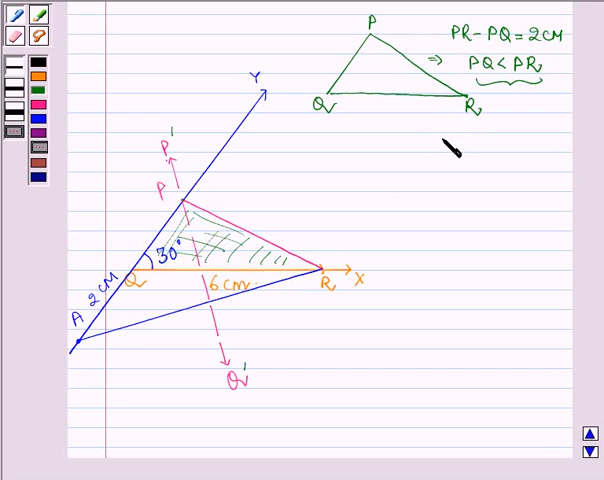 P
PR-PQ=2CM
⇒ PQ<PR
Q R
Y
P'
P
30°
Q 6cm. R X
2CM
A
Q'